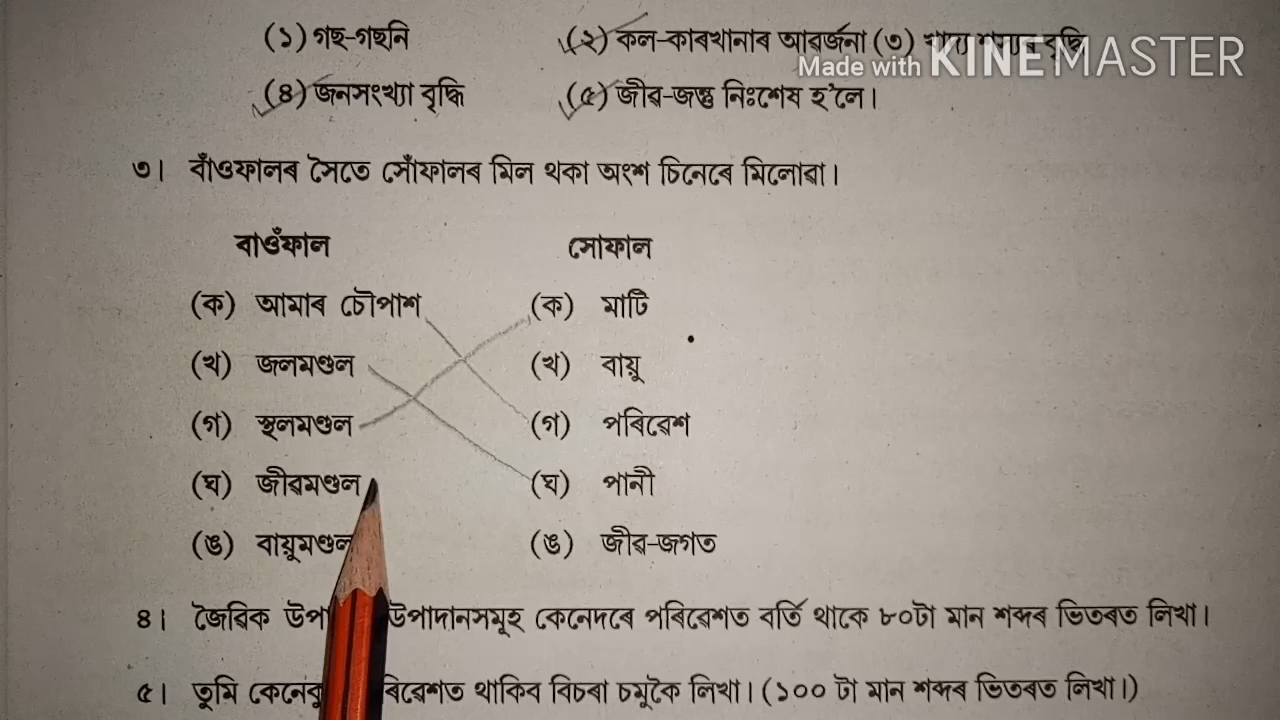 (১) গছ-গছনি (২) কল-কাৰখানাৰ আৱৰ্জনা (৩) বৃদ্ধি
Made with KINEMASTER
(৪) জনসংখ্যা বৃদ্ধি (৫) জীৱ-জন্তু নিঃশেষ হ'লে।
৩। বাঁওফালৰ সৈতে সোঁফালৰ মিল থকা অংশ চিনেৰে মিলোৱা।
বাওঁফাল সোফাল
(ক) আমাৰ চৌপাশ (ক) মাটি
(খ) জলমণ্ডল (খ) বায়ু
(গ) স্থলমণ্ডল (গ) পৰিৱেশ
(ঘ) জীৱমণ্ডল (ঘ) পানী
(ঙ) বায়ুমণ্ডল (ঙ) জীৱ-জগত
৪। জৈৱিক উপাদানসমূহ কেনেদৰে পৰিৱেশত বৰ্তি থাকে ৮০টা মান শব্দৰ ভিতৰত লিখা।
৫। তুমি থাকিব বিচৰা চমুকৈ লিখা। (১০০ টা মান শব্দৰ ভিতৰত লিখা।)